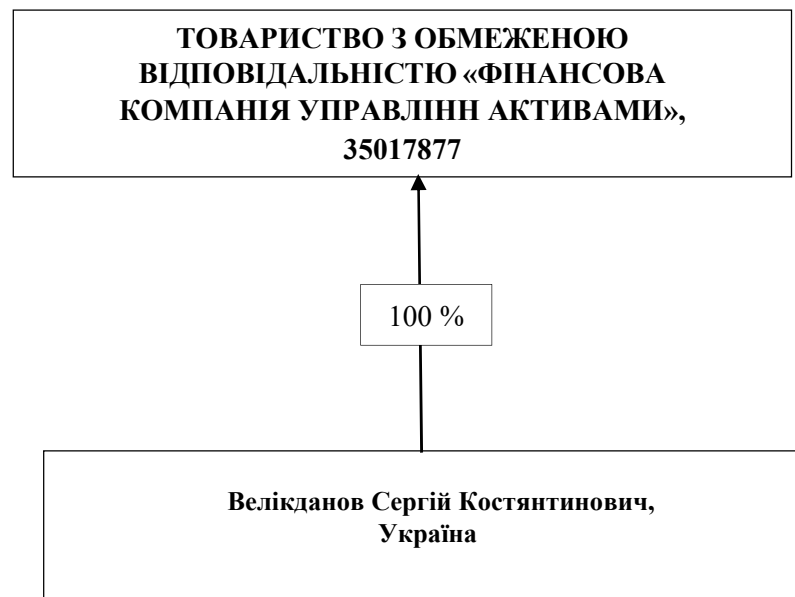 ТОВАРИСТВО З ОБМЕЖЕНОЮ
ВІДПОВІДАЛЬНІСТЮ «ФІНАНСОВА
КОМПАНІЯ УПРАВЛІНН АКТИВАМИ»,
35017877
100 %
Велікданов Сергій Костянтинович,
Україна